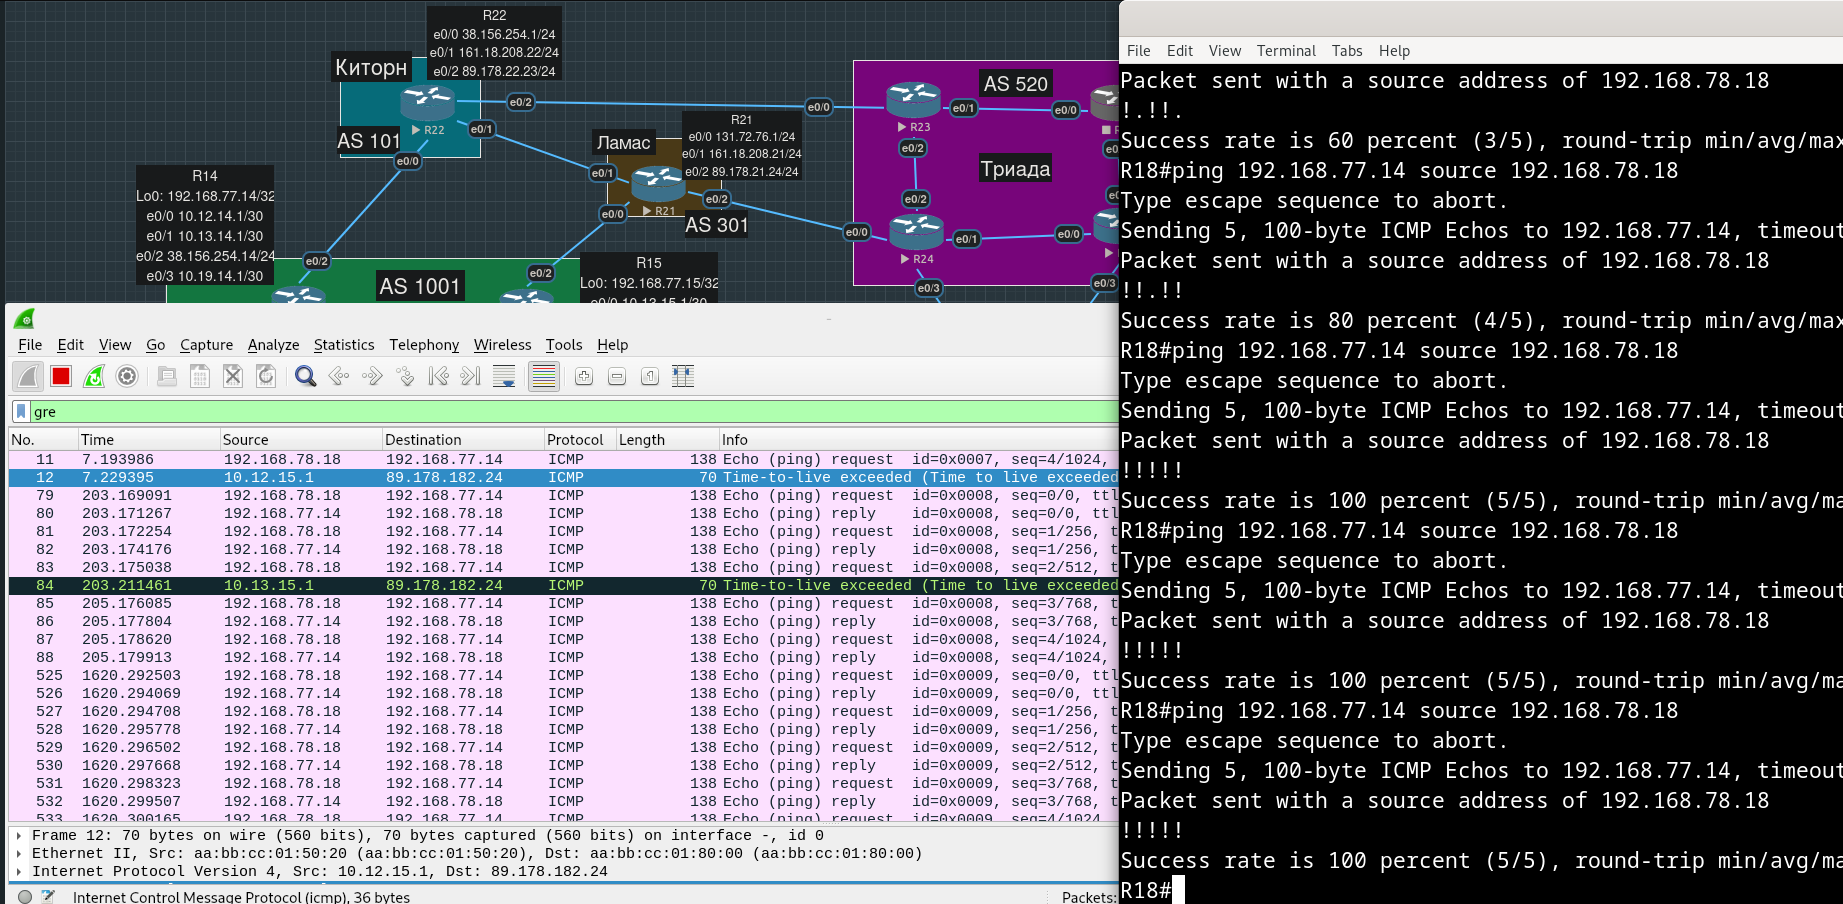 R22
e0/0 38.156.254.1/24
e0/1 161.18.208.22/24
e0/2 89.178.22.23/24
Киторн
R22
AS 101
e0/2
e0/1
e0/0
e0/0
Ламас
R21
e0/0 131.72.76.1/24
e0/1 161.18.208.21/24
e0/2 89.178.21.24/24
e0/1
R21
e0/2
e0/0
AS 301
AS 520
R23
e0/1
e0/0
e0/2
Триада
e0/2
e0/0
R24
e0/1
e0/0
e0/3
e0/3
R14
Lo0: 192.168.77.14/32
e0/0 10.12.14.1/30
e0/1 10.13.14.1/30
e0/2 38.156.254.14/24
e0/3 10.19.14.1/30
e0/2
AS 1001
e0/2
R15
Lo0: 192.168.77.15/32
e0/0 10.13.15.1/30
File Edit View Go Capture Analyze Statistics Telephony Wireless Tools Help
gre
No. Time Source Destination Protocol Length Info
11 7.193986 192.168.78.18 192.168.77.14 ICMP 138 Echo (ping) request id=0x0007, seq=4/1024,
12 7.229395 10.12.15.1 89.178.182.24 ICMP 70 Time-to-live exceeded (Time to live exceeded
79 203.169091 192.168.78.18 192.168.77.14 ICMP 138 Echo (ping) request id=0x0008, seq=0/0, ttl
80 203.171267 192.168.77.14 192.168.78.18 ICMP 138 Echo (ping) reply id=0x0008, seq=0/0, ttl
81 203.172254 192.168.78.18 192.168.77.14 ICMP 138 Echo (ping) request id=0x0008, seq=1/256, t
82 203.174176 192.168.77.14 192.168.78.18 ICMP 138 Echo (ping) reply id=0x0008, seq=1/256, t
83 203.175038 192.168.78.18 192.168.77.14 ICMP 138 Echo (ping) request id=0x0008, seq=2/512, t
84 203.211461 10.13.15.1 89.178.182.24 ICMP 70 Time-to-live exceeded (Time to live exceeded
85 205.176085 192.168.78.18 192.168.77.14 ICMP 138 Echo (ping) request id=0x0008, seq=3/768, t
86 205.177804 192.168.77.14 192.168.78.18 ICMP 138 Echo (ping) reply id=0x0008, seq=3/768, t
87 205.178620 192.168.78.18 192.168.77.14 ICMP 138 Echo (ping) request id=0x0008, seq=4/1024,
88 205.179913 192.168.77.14 192.168.78.18 ICMP 138 Echo (ping) reply id=0x0008, seq=4/1024,
525 1620.292503 192.168.78.18 192.168.77.14 ICMP 138 Echo (ping) request id=0x0009, seq=0/0, ttl
526 1620.294069 192.168.77.14 192.168.78.18 ICMP 138 Echo (ping) reply id=0x0009, seq=0/0, ttl
527 1620.294708 192.168.78.18 192.168.77.14 ICMP 138 Echo (ping) request id=0x0009, seq=1/256, t
528 1620.295778 192.168.77.14 192.168.78.18 ICMP 138 Echo (ping) reply id=0x0009, seq=1/256, t
529 1620.296502 192.168.78.18 192.168.77.14 ICMP 138 Echo (ping) request id=0x0009, seq=2/512, t
530 1620.297668 192.168.77.14 192.168.78.18 ICMP 138 Echo (ping) reply id=0x0009, seq=2/512, t
531 1620.298323 192.168.78.18 192.168.77.14 ICMP 138 Echo (ping) request id=0x0009, seq=3/768, t
532 1620.299507 192.168.77.14 192.168.78.18 ICMP 138 Echo (ping) reply id=0x0009, seq=3/768, t
533 1620.300165 192.168.78.18 192.168.77.14 ICMP 138 Echo (ping) request id=0x0009, seq=4/1024,
Frame 12: 70 bytes on wire (560 bits), 70 bytes captured (560 bits) on interface -, id 0
Ethernet II, Src: aa:bb:cc:01:50:20 (aa:bb:cc:01:50:20), Dst: aa:bb:cc:01:80:00 (aa:bb:cc:01:80:00)
Internet Protocol Version 4, Src: 10.12.15.1, Dst: 89.178.182.24
Internet Control Message Protocol (icmp), 36 bytes Packets:
File Edit View Terminal Tabs Help
Packet sent with a source address of 192.168.78.18
!.!!.
Success rate is 60 percent (3/5), round-trip min/avg/max
R18#ping 192.168.77.14 source 192.168.78.18
Type escape sequence to abort.
Sending 5, 100-byte ICMP Echos to 192.168.77.14, timeout
Packet sent with a source address of 192.168.78.18
!!.!!
Success rate is 80 percent (4/5), round-trip min/avg/max
R18#ping 192.168.77.14 source 192.168.78.18
Type escape sequence to abort.
Sending 5, 100-byte ICMP Echos to 192.168.77.14, timeout
Packet sent with a source address of 192.168.78.18
!!!!!
Success rate is 100 percent (5/5), round-trip min/avg/ma
R18#ping 192.168.77.14 source 192.168.78.18
Type escape sequence to abort.
Sending 5, 100-byte ICMP Echos to 192.168.77.14, timeout
Packet sent with a source address of 192.168.78.18
!!!!!
Success rate is 100 percent (5/5), round-trip min/avg/ma
R18#ping 192.168.77.14 source 192.168.78.18
Type escape sequence to abort.
Sending 5, 100-byte ICMP Echos to 192.168.77.14, timeout
Packet sent with a source address of 192.168.78.18
!!!!!
Success rate is 100 percent (5/5), round-trip min/avg/ma
R18#